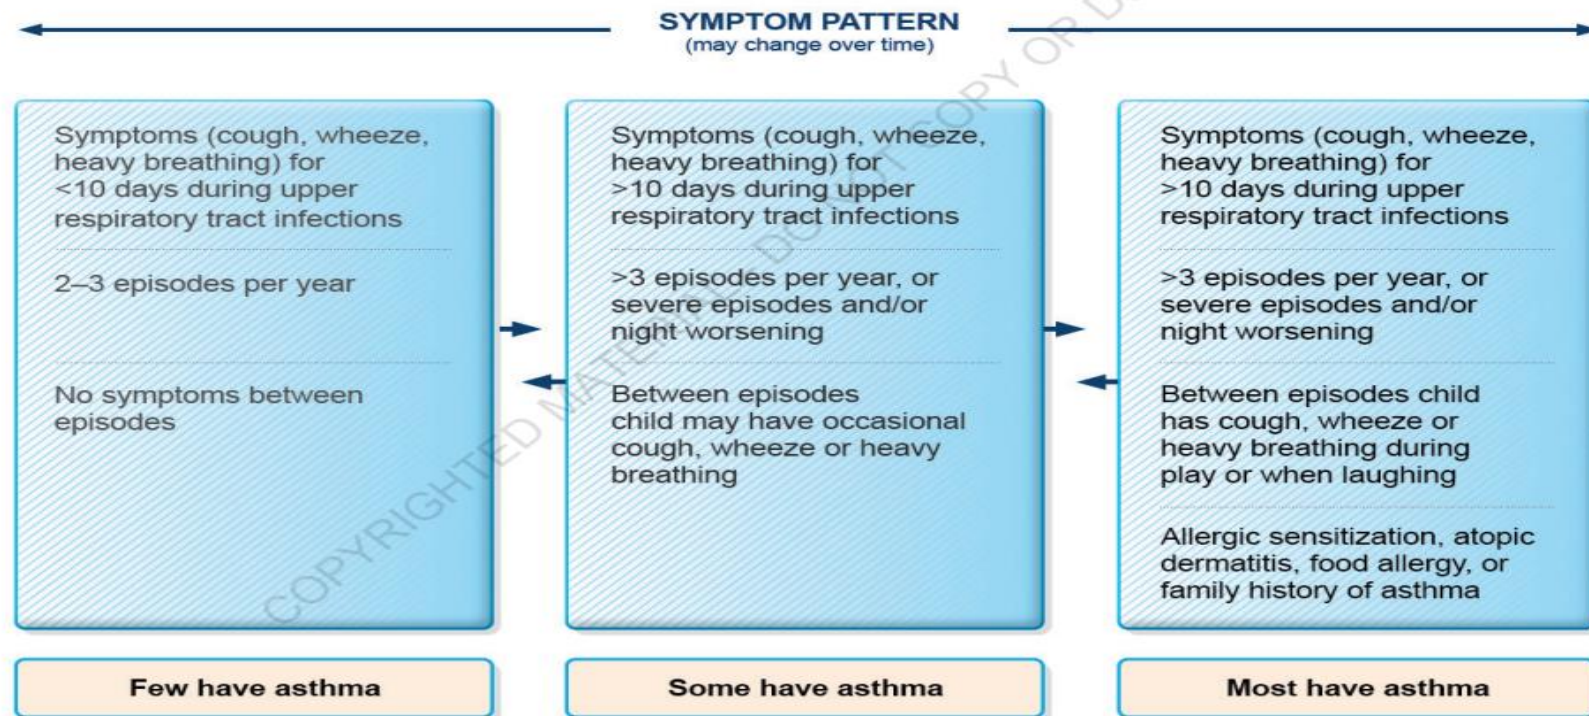 SYMPTOM PATTERN
(may change over time)
Symptoms (cough, wheeze,
heavy breathing) for
<10 days during upper
respiratory tract infections
2–3 episodes per year
No symptoms between
episodes
Few have asthma
Symptoms (cough, wheeze,
heavy breathing) for
>10 days during upper
respiratory tract infections
>3 episodes per year, or
severe episodes and/or
night worsening
Between episodes
child may have occasional
cough, wheeze or heavy
breathing
Some have asthma
Symptoms (cough, wheeze,
heavy breathing) for
>10 days during upper
respiratory tract infections
>3 episodes per year, or
severe episodes and/or
night worsening
Between episodes child
has cough, wheeze or
heavy breathing during
play or when laughing
Allergic sensitization, atopic
dermatitis, food allergy, or
family history of asthma
Most have asthma
COPYRIGHTED MATERIAL - DO NOT COPY OR